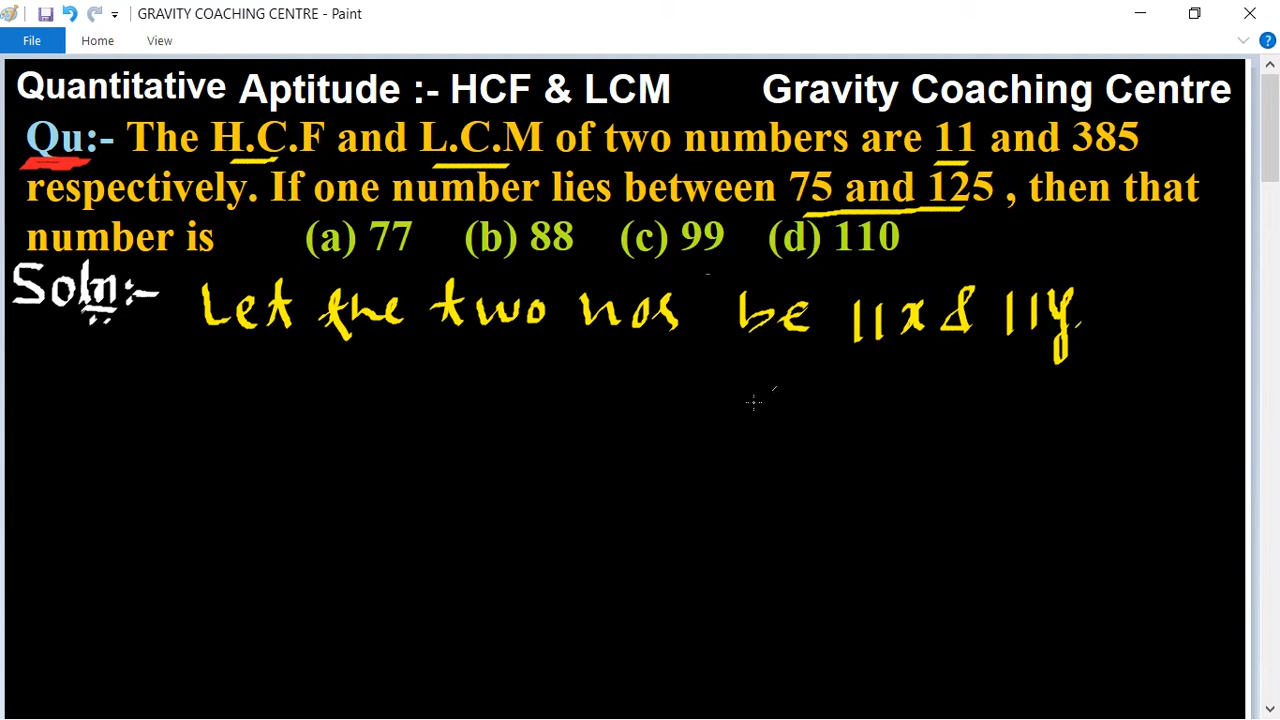 GRAVITY COACHING CENTRE - Paint
File Home View
Quantitative Aptitude :- HCF & LCM Gravity Coaching Centre
Qu:- The H.C.F and L.C.M of two numbers are 11 and 385
respectively. If one number lies between 75 and 125 , then that
number is (a) 77 (b) 88 (c) 99 (d) 110
Soln:- Let the two nos be 11x & 11y.